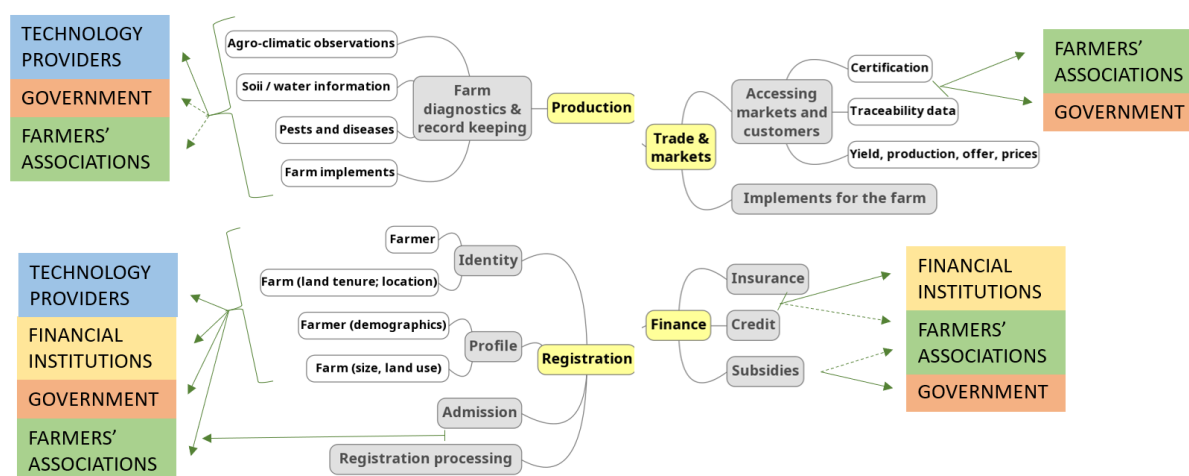 TECHNOLOGY
PROVIDERS
GOVERNMENT
FARMERS’
ASSOCIATIONS
Agro-climatic observations
Soil / water information
Pests and diseases
Farm implements
Farm
diagnostics &
record keeping
Production
Trade &
markets
Accessing
markets and
customers
Certification
Traceability data
Yield, production, offer, prices
Implements for the farm
FARMERS’
ASSOCIATIONS
GOVERNMENT
TECHNOLOGY
PROVIDERS
FINANCIAL
INSTITUTIONS
GOVERNMENT
FARMERS’
ASSOCIATIONS
Farmer
Farm (land tenure; location)
Identity
Farmer (demographics)
Farm (size, land use)
Profile
Admission
Registration processing
Registration
Finance
Insurance
Credit
Subsidies
FINANCIAL
INSTITUTIONS
FARMERS’
ASSOCIATIONS
GOVERNMENT